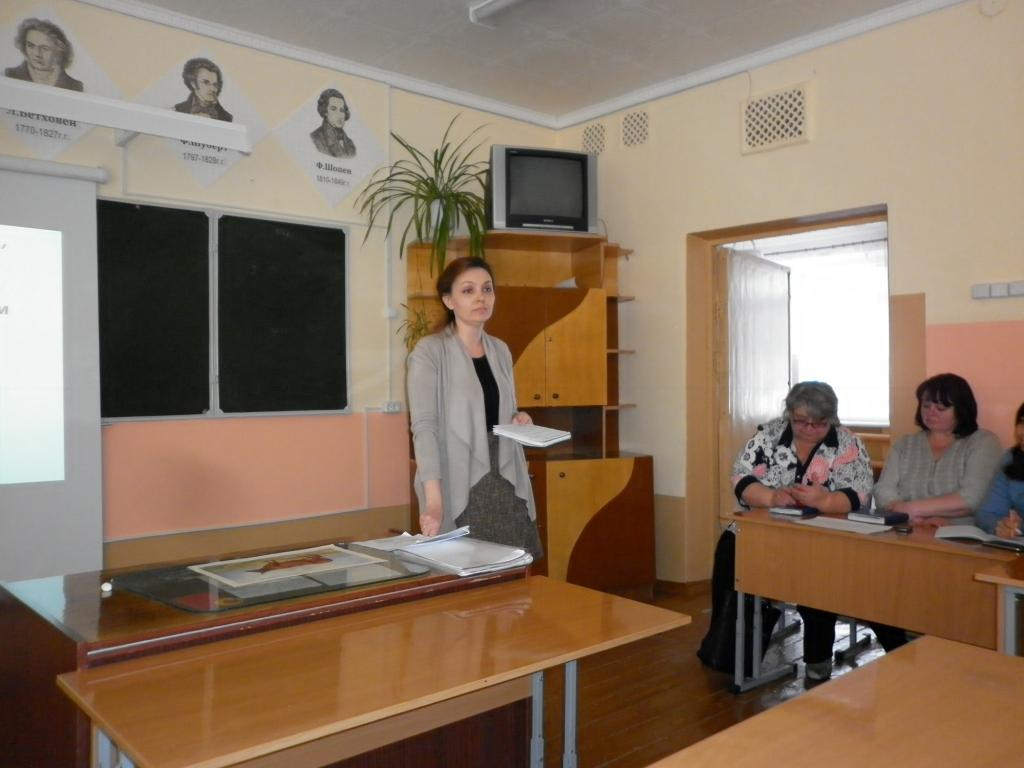 Л.Бетховен
1770-1827г.г.
Ф.Шуберт
1797-1828г.г.
Ф.Шопен
1810-1849г.г.
и